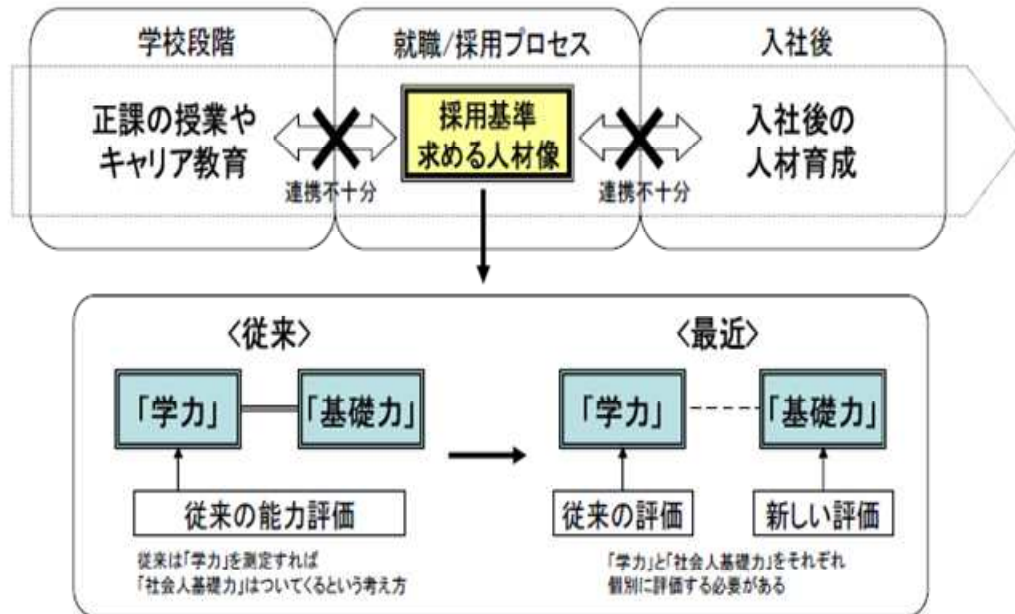 学校段階
就職/採用プロセス
入社後
正課の授業や
キャリア教育
連携不十分
採用基準
求める人材像
連携不十分
入社後の
人材育成
〈従来〉
「学力」
「基礎力」
従来の能力評価
従来は「学力」を測定すれば
「社会人基礎力」はついてくるという考え方
〈最近〉
「学力」
「基礎力」
従来の評価
新しい評価
「学力」と「社会人基礎力」をそれぞれ
個別に評価する必要がある